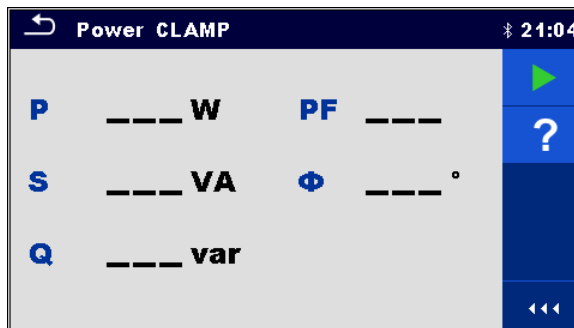 Power CLAMP 21:04
P ___ W PF ___
?
S ___ VA Φ ___ °
Q ___ var